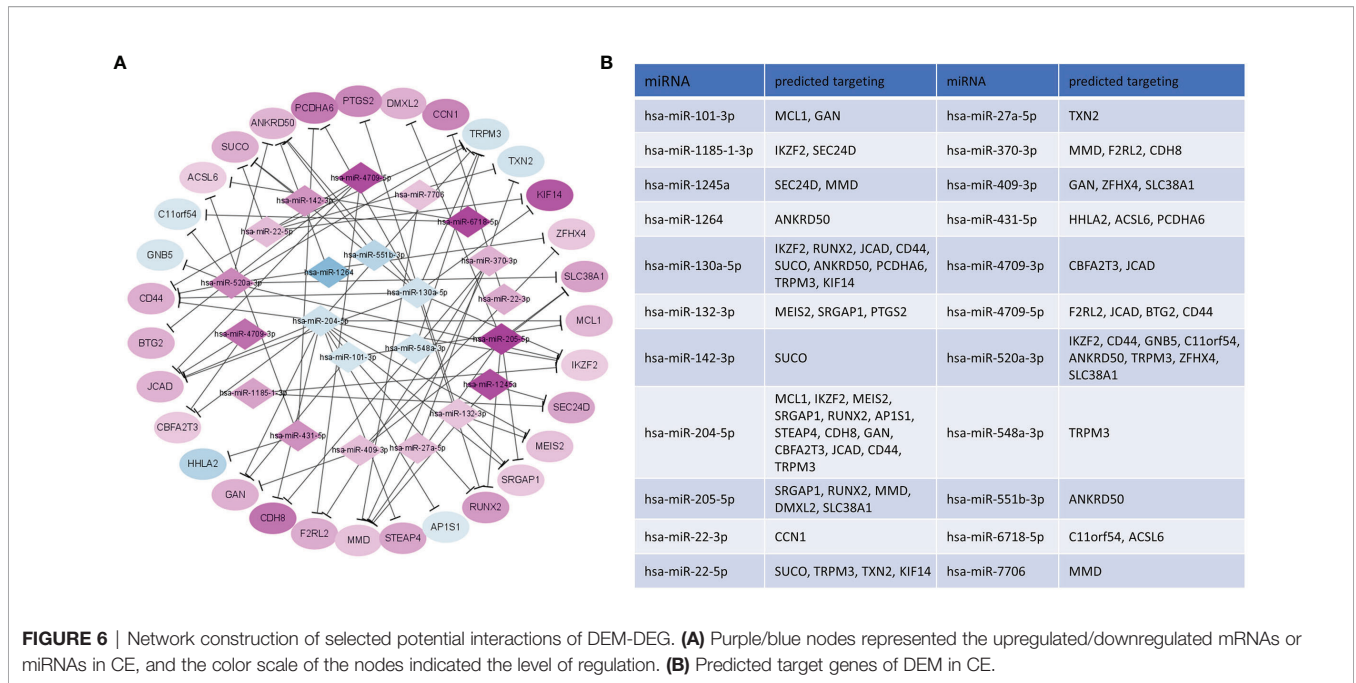 A
PTGS2
DMXL2
PCDHA6
CCN1
ANKRD50
TRPM3
SUCO
TXN2
ACSL6
KIF14
C11orf54
ZFHX4
GNB5
SLC38A1
CD44
MCL1
BTG2
IKZF2
JCAD
SEC24D
CBFA2T3
MEIS2
HHLA2
SRGAP1
GAN
RUNX2
CDH8
AP1S1
F2RL2
MMD
STEAP4
hsa-miR-4709-5p
hsa-miR-7706
hsa-miR-142-3p
hsa-miR-6718-5p
hsa-miR-22-5p
hsa-miR-551b-3p
hsa-miR-370-3p
hsa-miR-1264
hsa-miR-520a-3p
hsa-miR-130a-5p
hsa-miR-22-3p
hsa-miR-204-5p
hsa-miR-4709-3p
hsa-miR-205-5p
hsa-miR-548a-3p
hsa-miR-101-3p
hsa-miR-1245a
hsa-miR-1185-1-3p
hsa-miR-132-3p
hsa-miR-431-5p
hsa-miR-409-3p
hsa-miR-27a-5p
B
miRNA predicted targeting miRNA predicted targeting
hsa-miR-101-3p MCL1, GAN hsa-miR-27a-5p TXN2
hsa-miR-1185-1-3p IKZF2, SEC24D hsa-miR-370-3p MMD, F2RL2, CDH8
hsa-miR-1245a SEC24D, MMD hsa-miR-409-3p GAN, ZFHX4, SLC38A1
hsa-miR-1264 ANKRD50 hsa-miR-431-5p HHLA2, ACSL6, PCDHA6
hsa-miR-130a-5p IKZF2, RUNX2, JCAD, CD44,
SUCO, ANKRD50, PCDHA6,
TRPM3, KIF14
hsa-miR-4709-3p CBFA2T3, JCAD
hsa-miR-132-3p MEIS2, SRGAP1, PTGS2 hsa-miR-4709-5p F2RL2, JCAD, BTG2, CD44
hsa-miR-142-3p SUCO hsa-miR-520a-3p IKZF2, CD44, GNB5, C11orf54,
ANKRD50, TRPM3, ZFHX4,
SLC38A1
hsa-miR-204-5p MCL1, IKZF2, MEIS2,
SRGAP1, RUNX2, AP1S1,
STEAP4, CDH8, GAN,
CBFA2T3, JCAD, CD44,
TRPM3
hsa-miR-548a-3p TRPM3
hsa-miR-205-5p SRGAP1, RUNX2, MMD,
DMXL2, SLC38A1
hsa-miR-551b-3p ANKRD50
hsa-miR-22-3p CCN1 hsa-miR-6718-5p C11orf54, ACSL6
hsa-miR-22-5p SUCO, TRPM3, TXN2, KIF14 hsa-miR-7706 MMD
FIGURE 6 | Network construction of selected potential interactions of DEM-DEG. (A) Purple/blue nodes represented the upregulated/downregulated mRNAs or
miRNAs in CE, and the color scale of the nodes indicated the level of regulation. (B) Predicted target genes of DEM in CE.